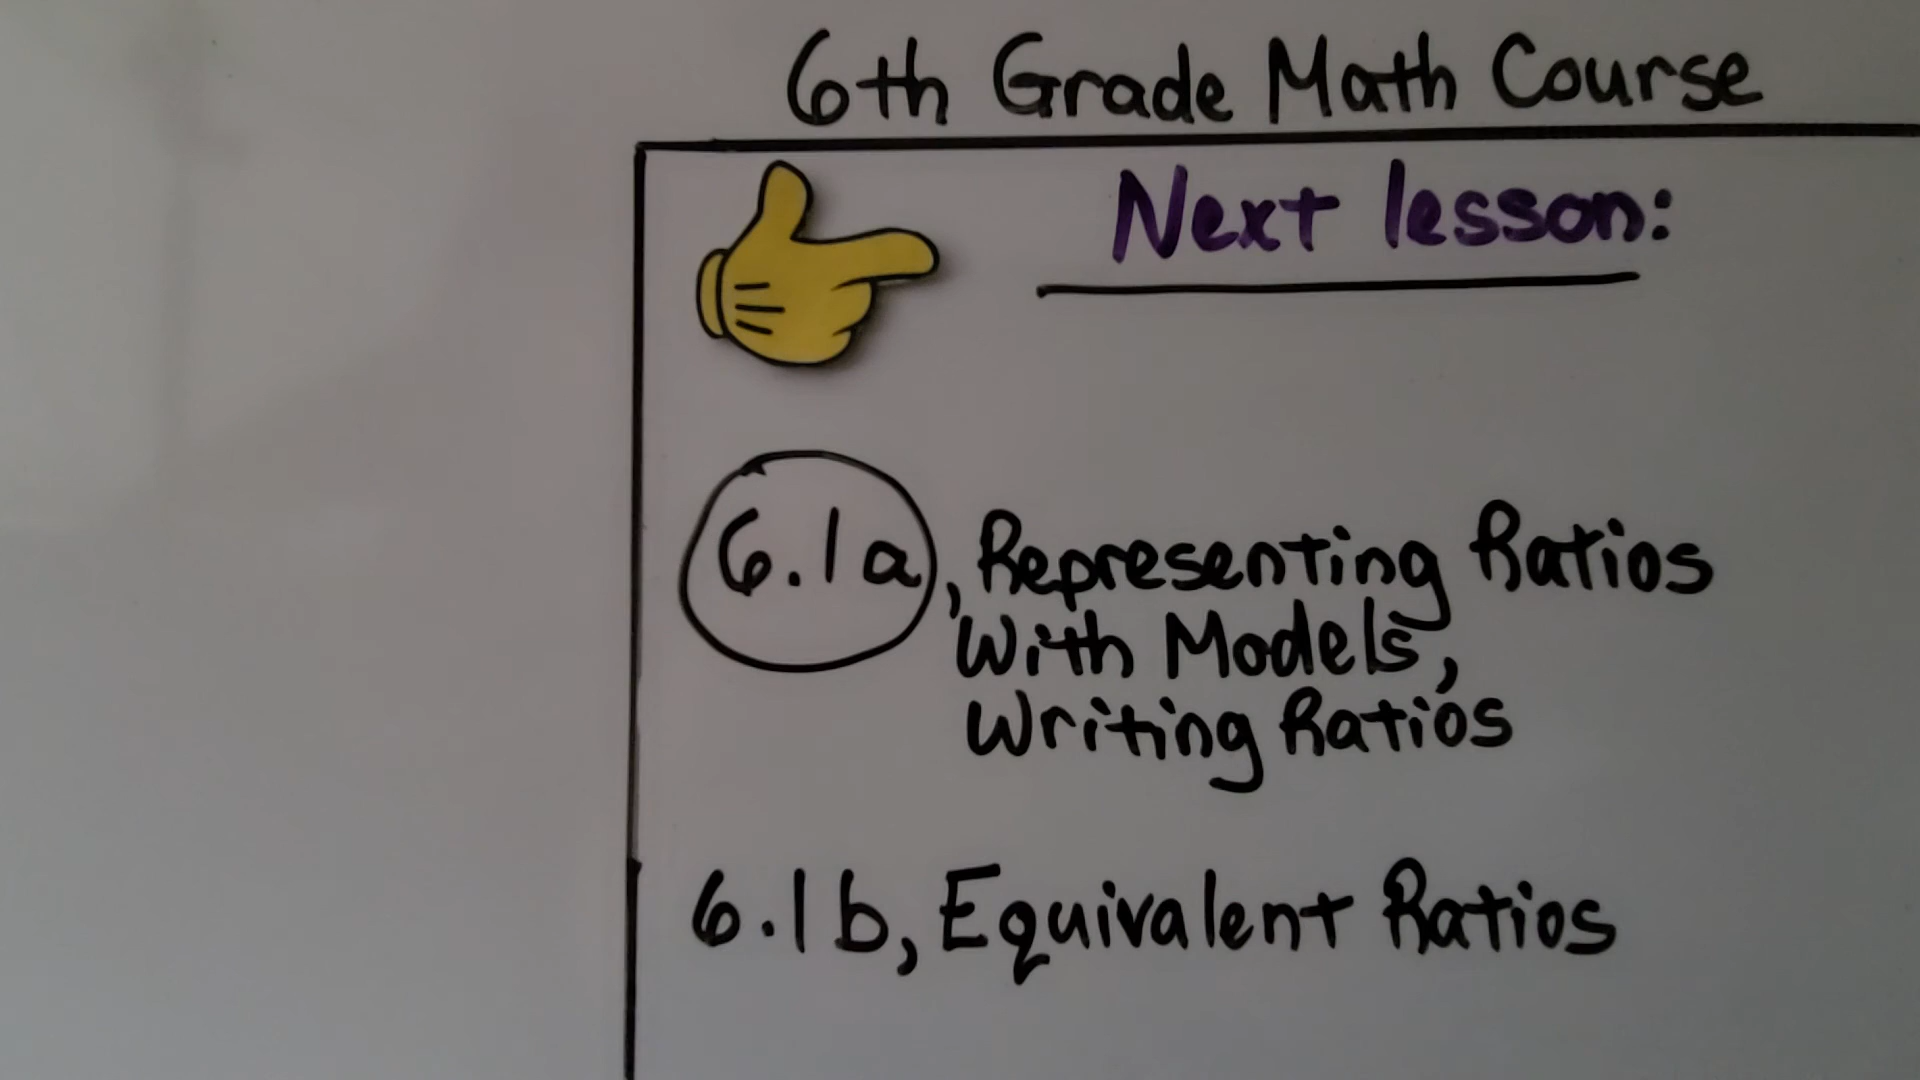 6th Grade Math Course
Next lesson:
6.1a, Representing Ratios
With Models,
Writing Ratios
6.1b, Equivalent Ratios